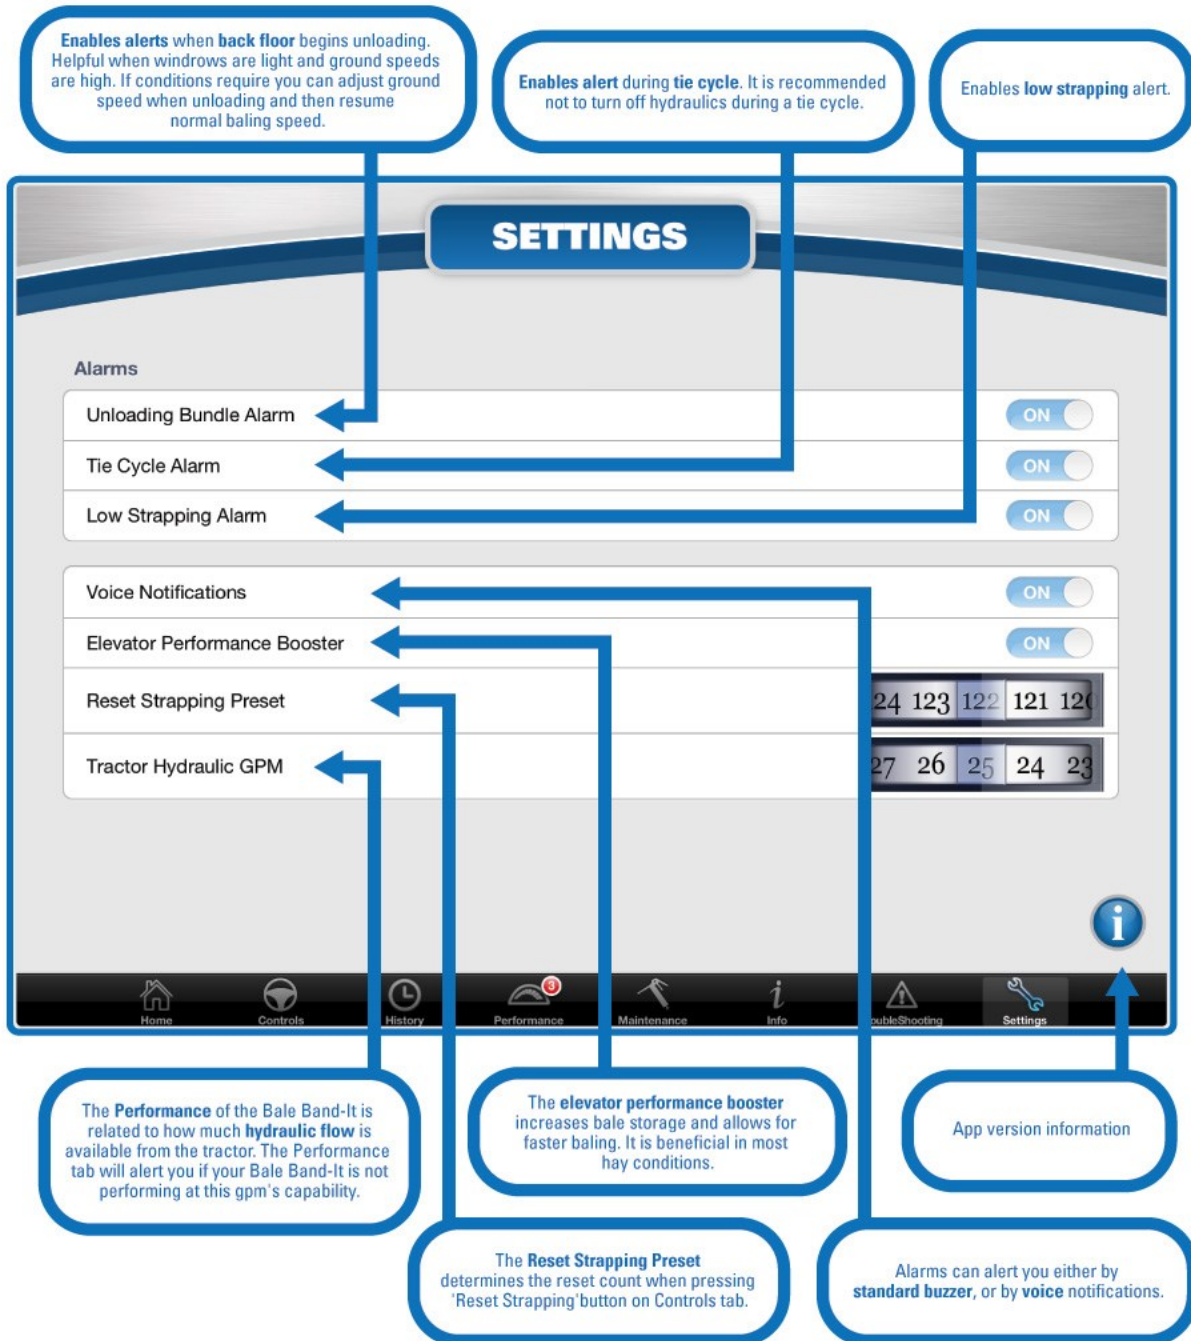 Enables alerts when back floor begins unloading.
Helpful when windrows are light and ground speeds
are high. If conditions require you can adjust ground
speed when unloading and then resume
normal baling speed.
Enables alert during tie cycle. It is recommended
not to turn off hydraulics during a tie cycle.
Enables low strapping alert.
SETTINGS
Alarms
Unloading Bundle Alarm
ON
Tie Cycle Alarm
ON
Low Strapping Alarm
ON
Voice Notifications
ON
Elevator Performance Booster
ON
Reset Strapping Preset
24 123 122 121 120
Tractor Hydraulic GPM
27 26 25 24 23
i
3
Home
Controls
History
Performance
Maintenance
i
Info
oubleShooting
Settings
The Performance of the Bale Band-It is
related to how much hydraulic flow is
available from the tractor. The Performance
tab will alert you if your Bale Band-It is not
performing at this gpm's capability.
The elevator performance booster
increases bale storage and allows for
faster baling. It is beneficial in most
hay conditions.
App version information
The Reset Strapping Preset
determines the reset count when pressing
'Reset Strapping'button on Controls tab.
Alarms can alert you either by
standard buzzer, or by voice notifications.